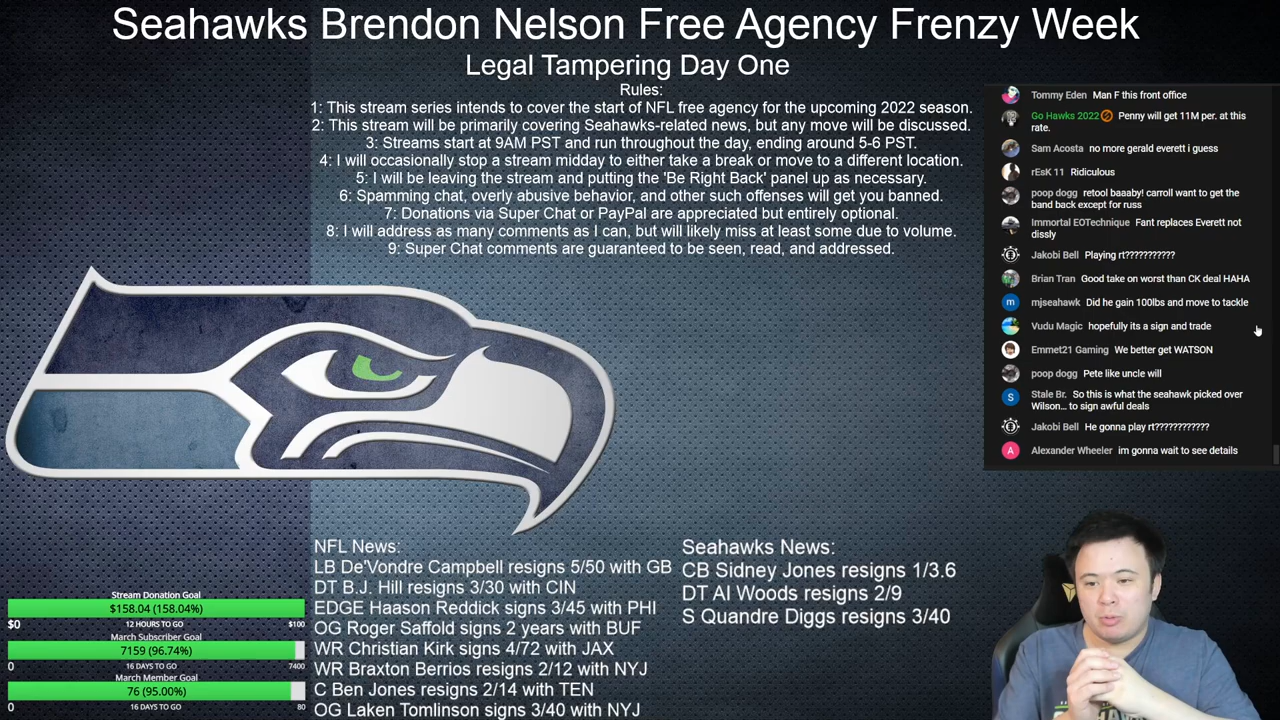 Seahawks Brendon Nelson Free Agency Frenzy Week
Legal Tampering Day One
Rules:
1: This stream series intends to cover the start of NFL free agency for the upcoming 2022 season.
2: This stream will be primarily covering Seahawks-related news, but any move will be discussed.
3: Streams start at 9AM PST and run throughout the day, ending around 5-6 PST.
4: I will occasionally stop a stream midday to either take a break or move to a different location.
5: I will be leaving the stream and putting the 'Be Right Back' panel up as necessary.
6: Spamming chat, overly abusive behavior, and other such offenses will get you banned.
7: Donations via Super Chat or PayPal are appreciated but entirely optional.
8: I will address as many comments as I can, but will likely miss at least some due to volume.
9: Super Chat comments are guaranteed to be seen, read, and addressed.
Tommy Eden Man F this front office
Go Hawks 2022 Penny will get 11M per. at this
rate.
Sam Acosta no more gerald everett i guess
rEsK 11 Ridiculous
poop dogg retool baaaby! carroll want to get the
band back except for russ
Immortal EOTechnique Fant replaces Everett not
dissly
Jakobi Bell Playing rt???????????
Brian Tran Good take on worst than CK deal HAHA
m mjseahawk Did he gain 100lbs and move to tackle
Vudu Magic hopefully its a sign and trade
Emmet21 Gaming We better get WATSON
poop dogg Pete like uncle will
S Stale Br. So this is what the seahawk picked over
Wilson... to sign awful deals
Jakobi Bell He gonna play rt????????????
A Alexander Wheeler im gonna wait to see details
NFL News:
LB De'Vondre Campbell resigns 5/50 with GB
DT B.J. Hill resigns 3/30 with CIN
EDGE Haason Reddick signs 3/45 with PHI
OG Roger Saffold signs 2 years with BUF
WR Christian Kirk signs 4/72 with JAX
WR Braxton Berrios resigns 2/12 with NYJ
C Ben Jones resigns 2/14 with TEN
OG Laken Tomlinson signs 3/40 with NYJ
Seahawks News:
CB Sidney Jones resigns 1/3.6
DT Al Woods resigns 2/9
S Quandre Diggs resigns 3/40
Stream Donation Goal
$158.04 (158.04%)
$0 12 HOURS TO GO $100
March Subscriber Goal
7159 (96.74%)
0 16 DAYS TO GO 7400
March Member Goal
76 (95.00%)
0 16 DAYS TO GO 80